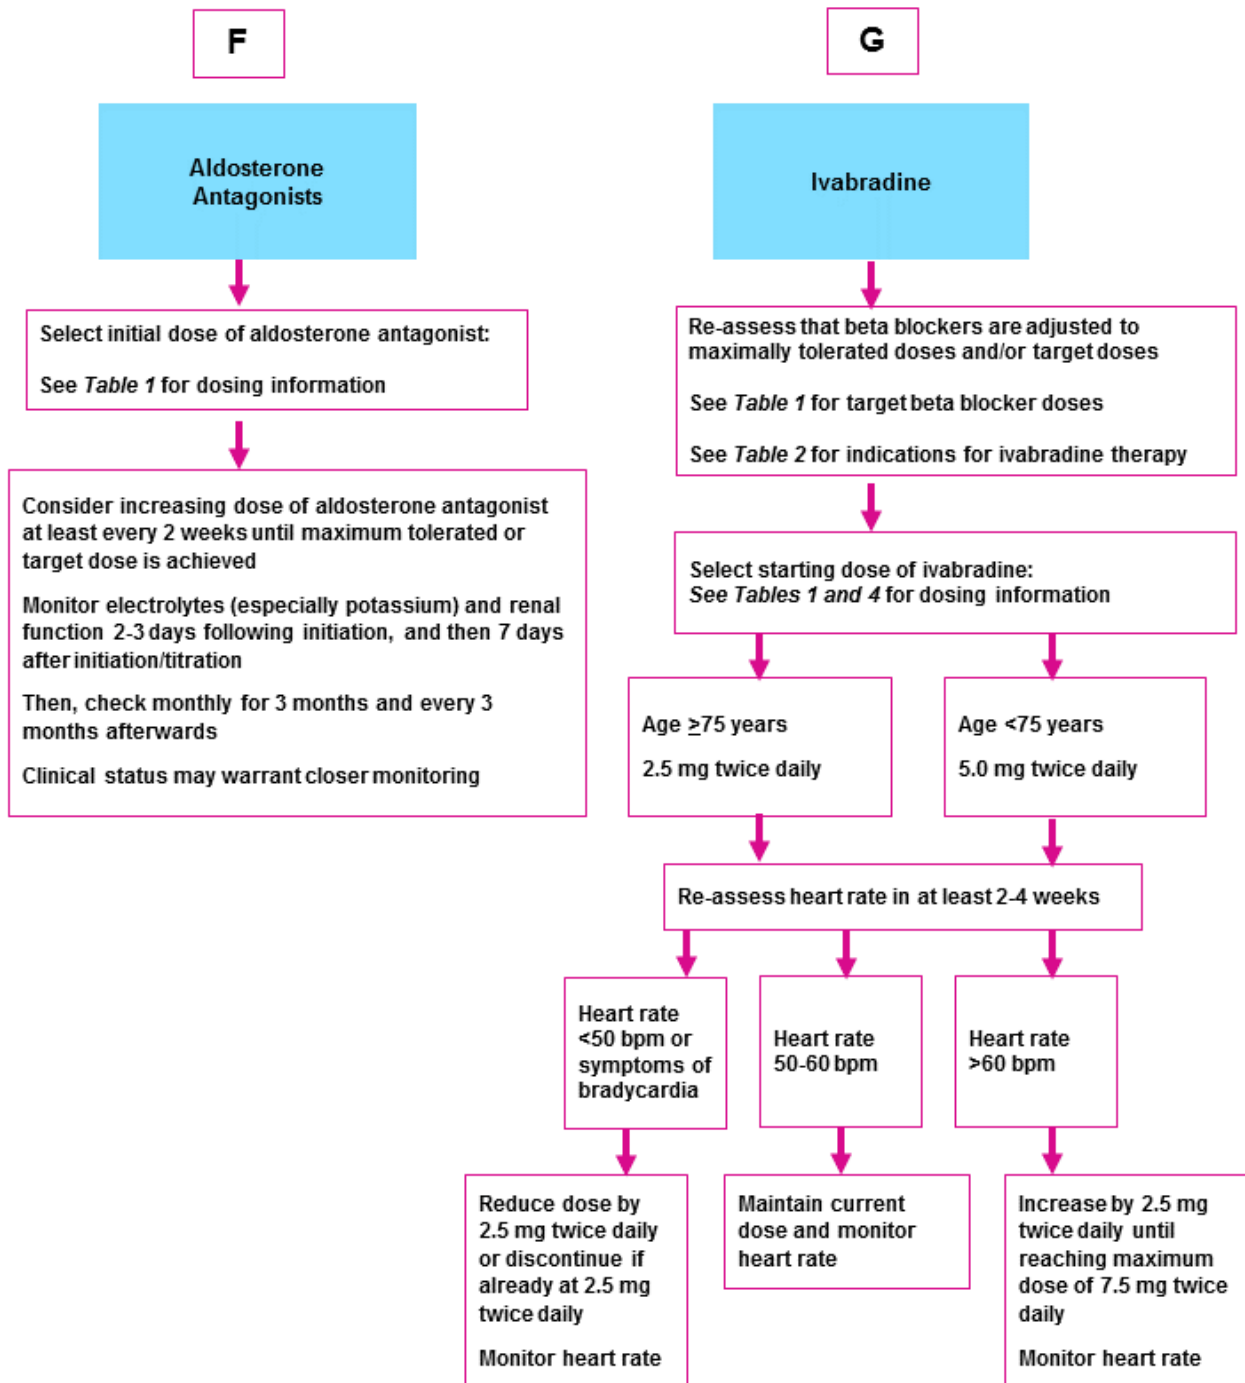 F
Aldosterone
Antagonists
Select initial dose of aldosterone antagonist:
See Table 1 for dosing information
Consider increasing dose of aldosterone antagonist
at least every 2 weeks until maximum tolerated or
target dose is achieved
Monitor electrolytes (especially potassium) and renal
function 2-3 days following initiation, and then 7 days
after initiation/titration
Then, check monthly for 3 months and every 3
months afterwards
Clinical status may warrant closer monitoring
G
Ivabradine
Re-assess that beta blockers are adjusted to
maximally tolerated doses and/or target doses
See Table 1 for target beta blocker doses
See Table 2 for indications for ivabradine therapy
Select starting dose of ivabradine:
See Tables 1 and 4 for dosing information
Age ≥75 years
2.5 mg twice daily
Age <75 years
5.0 mg twice daily
Re-assess heart rate in at least 2-4 weeks
Heart rate
<50 bpm or
symptoms of
bradycardia
Heart rate
50-60 bpm
Heart rate
>60 bpm
Reduce dose by
2.5 mg twice daily
or discontinue if
already at 2.5 mg
twice daily
Monitor heart rate
Maintain current
dose and monitor
heart rate
Increase by 2.5 mg
twice daily until
reaching maximum
dose of 7.5 mg twice
daily
Monitor heart rate